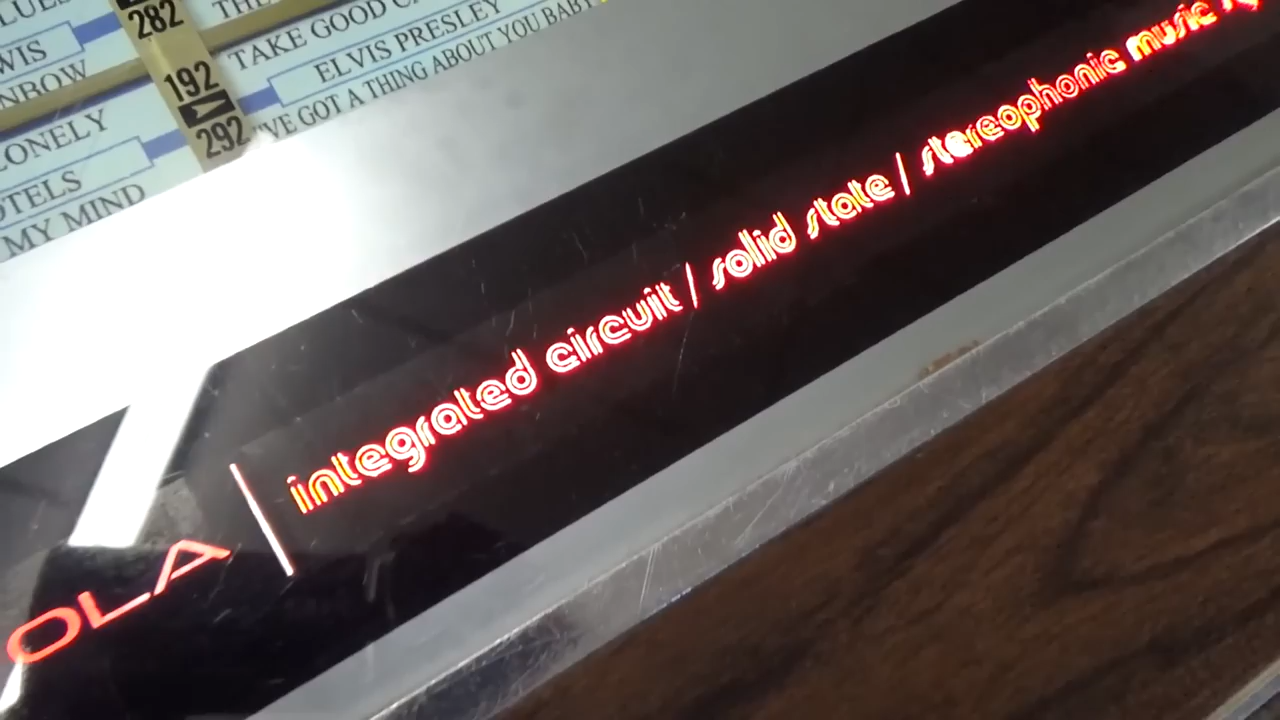 282
WIS
NROW
TAKE GOOD
ELVIS PRESLEY
I'VE GOT A THING ABOUT YOU BABY
192
292
LONELY
OTELS
MY MIND
OLA | integrated circuit / solid state / stereophonic music